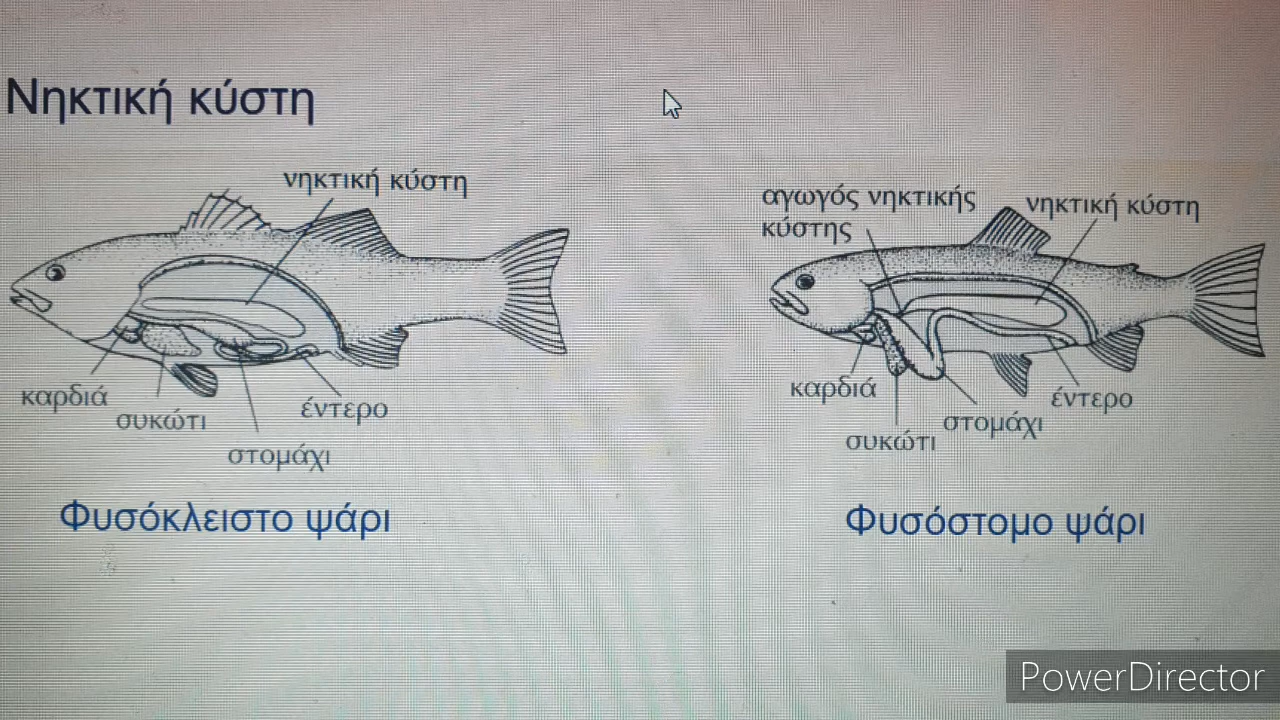 Νηκτική κύστη
νηκτική κύστη
καρδιά
συκώτι
στομάχι
έντερο
Φυσόκλειστο ψάρι
αγωγός νηκτικής
κύστης
νηκτική κύστη
καρδιά
συκώτι
στομάχι
έντερο
Φυσόστομο ψάρι
PowerDirector